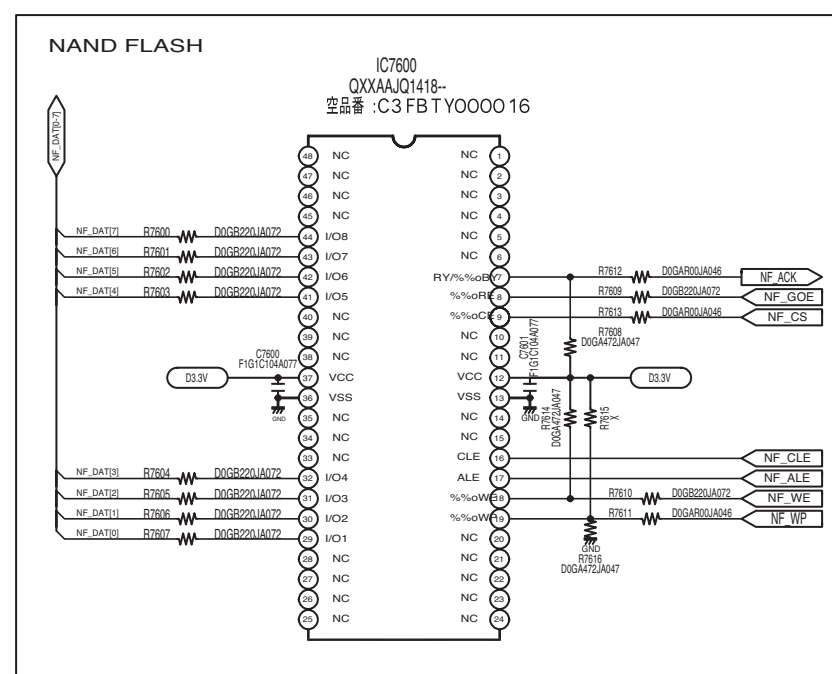 NAND FLASH
IC7600
QXXAAJQ1418--
空品番 :C3FBTY000016
NF_DAT[0-7]
48 NC NC 1
47 NC NC 2
46 NC NC 3
45 NC NC 4
NF_DAT[7] R7600 D0GB220JA072 44 I/O8 NC 5
NF_DAT[6] R7601 D0GB220JA072 43 I/O7 NC 6
NF_DAT[5] R7602 D0GB220JA072 42 I/O6 RY/%%oBY 7 R7612 D0GAR00JA046 NF_ACK
NF_DAT[4] R7603 D0GB220JA072 41 I/O5 %%oRE 8 R7609 D0GB220JA072 NF_GOE
40 NC %%oCE 9 R7613 D0GAR00JA046 NF_CS
39 NC NC 10
R7608
D0GA472JA047
38 NC NC 11
C7600
F1G1C104A077
C7601
F1G1C104A077
D3.3V 37 VCC VCC 12 D3.3V
GND 36 VSS VSS 13 GND
R7614
D0GA472JA047
R7615
X
35 NC NC 14
34 NC NC 15
33 NC CLE 16 NF_CLE
NF_DAT[3] R7604 D0GB220JA072 32 I/O4 ALE 17 NF_ALE
NF_DAT[2] R7605 D0GB220JA072 31 I/O3 %%oWE 18 R7610 D0GB220JA072 NF_WE
NF_DAT[1] R7606 D0GB220JA072 30 I/O2 %%oWP 19 R7611 D0GAR00JA046 NF_WP
NF_DAT[0] R7607 D0GB220JA072 29 I/O1 NC 20
GND
R7616
D0GA472JA047
28 NC NC 21
27 NC NC 22
26 NC NC 23
25 NC NC 24